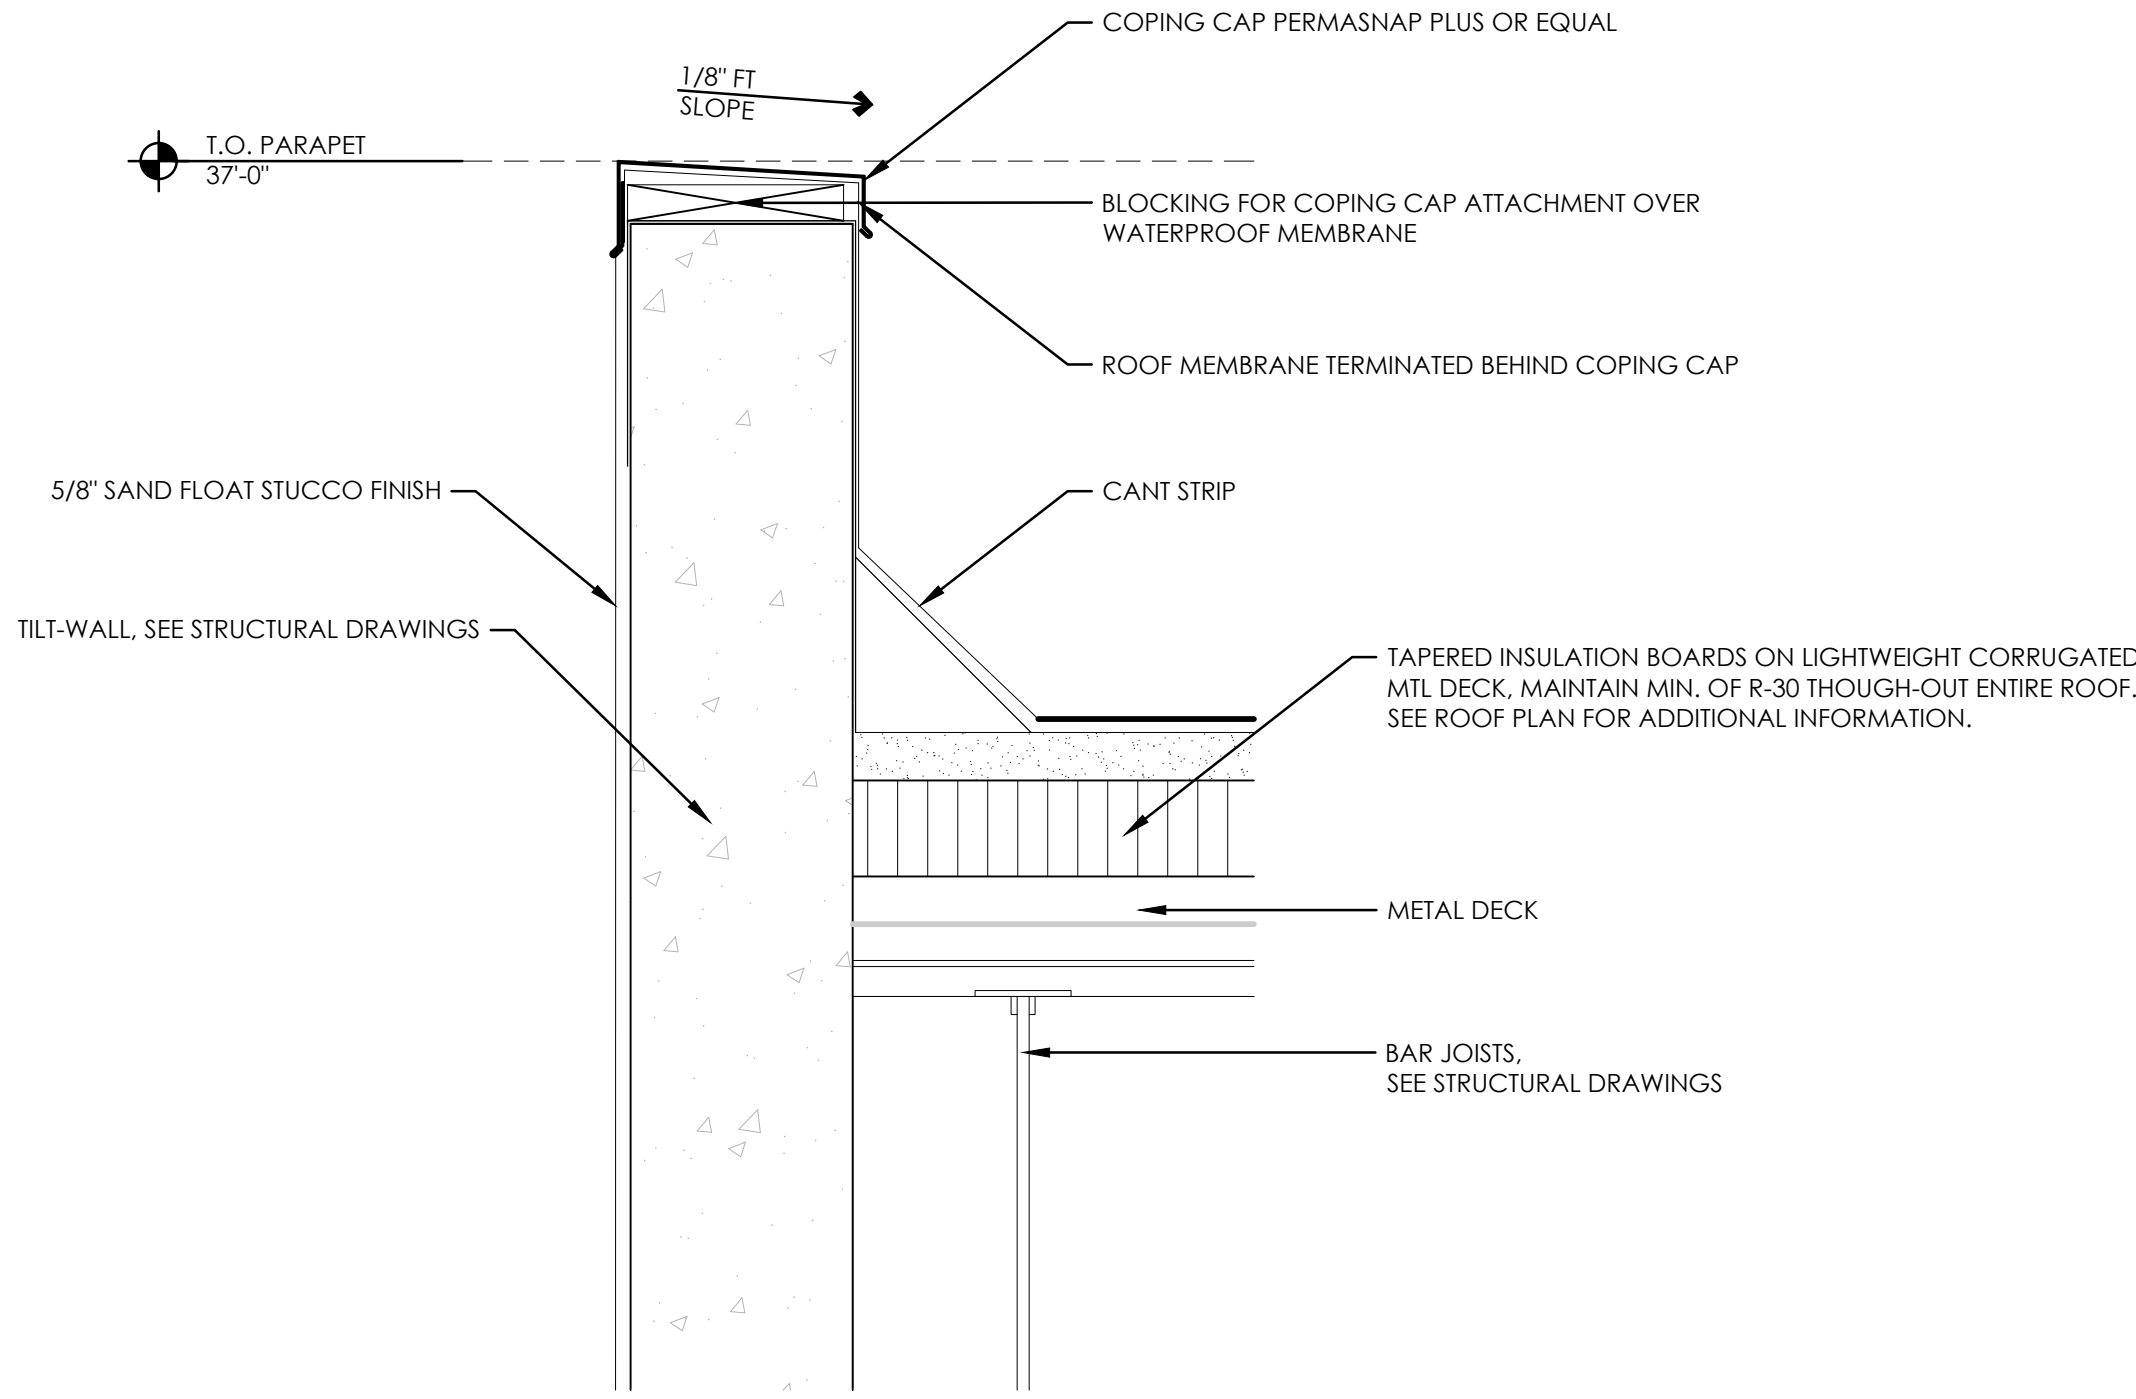 COPING CAP PERMASNAP PLUS OR EQUAL
1/8" FT
SLOPE
T.O. PARAPET
37'-0"
BLOCKING FOR COPING CAP ATTACHMENT OVER
WATERPROOF MEMBRANE
ROOF MEMBRANE TERMINATED BEHIND COPING CAP
5/8" SAND FLOAT STUCCO FINISH
CANT STRIP
TILT-WALL, SEE STRUCTURAL DRAWINGS
TAPERED INSULATION BOARDS ON LIGHTWEIGHT CORRUGATED
MTL DECK, MAINTAIN MIN. OF R-30 THOUGH-OUT ENTIRE ROOF.
SEE ROOF PLAN FOR ADDITIONAL INFORMATION.
METAL DECK
BAR JOISTS,
SEE STRUCTURAL DRAWINGS